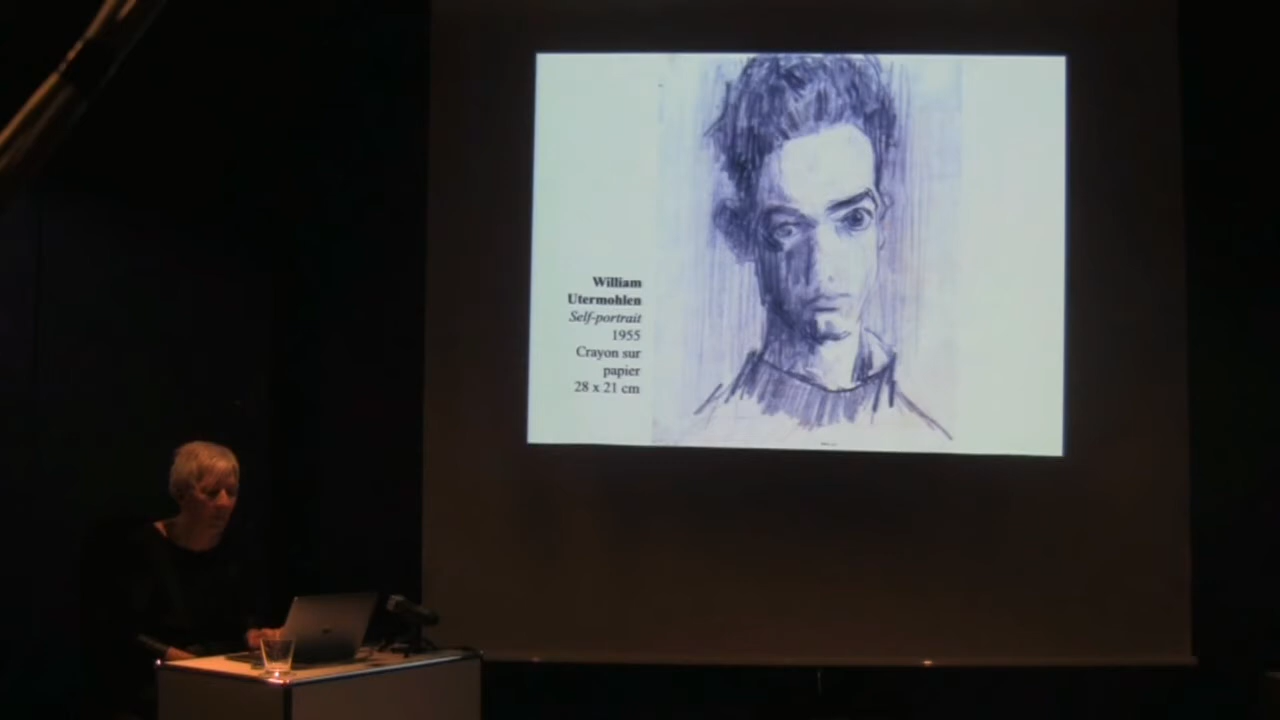 William
Utermohlen
Self-portrait
1955
Crayon sur
papier
28 x 21 cm